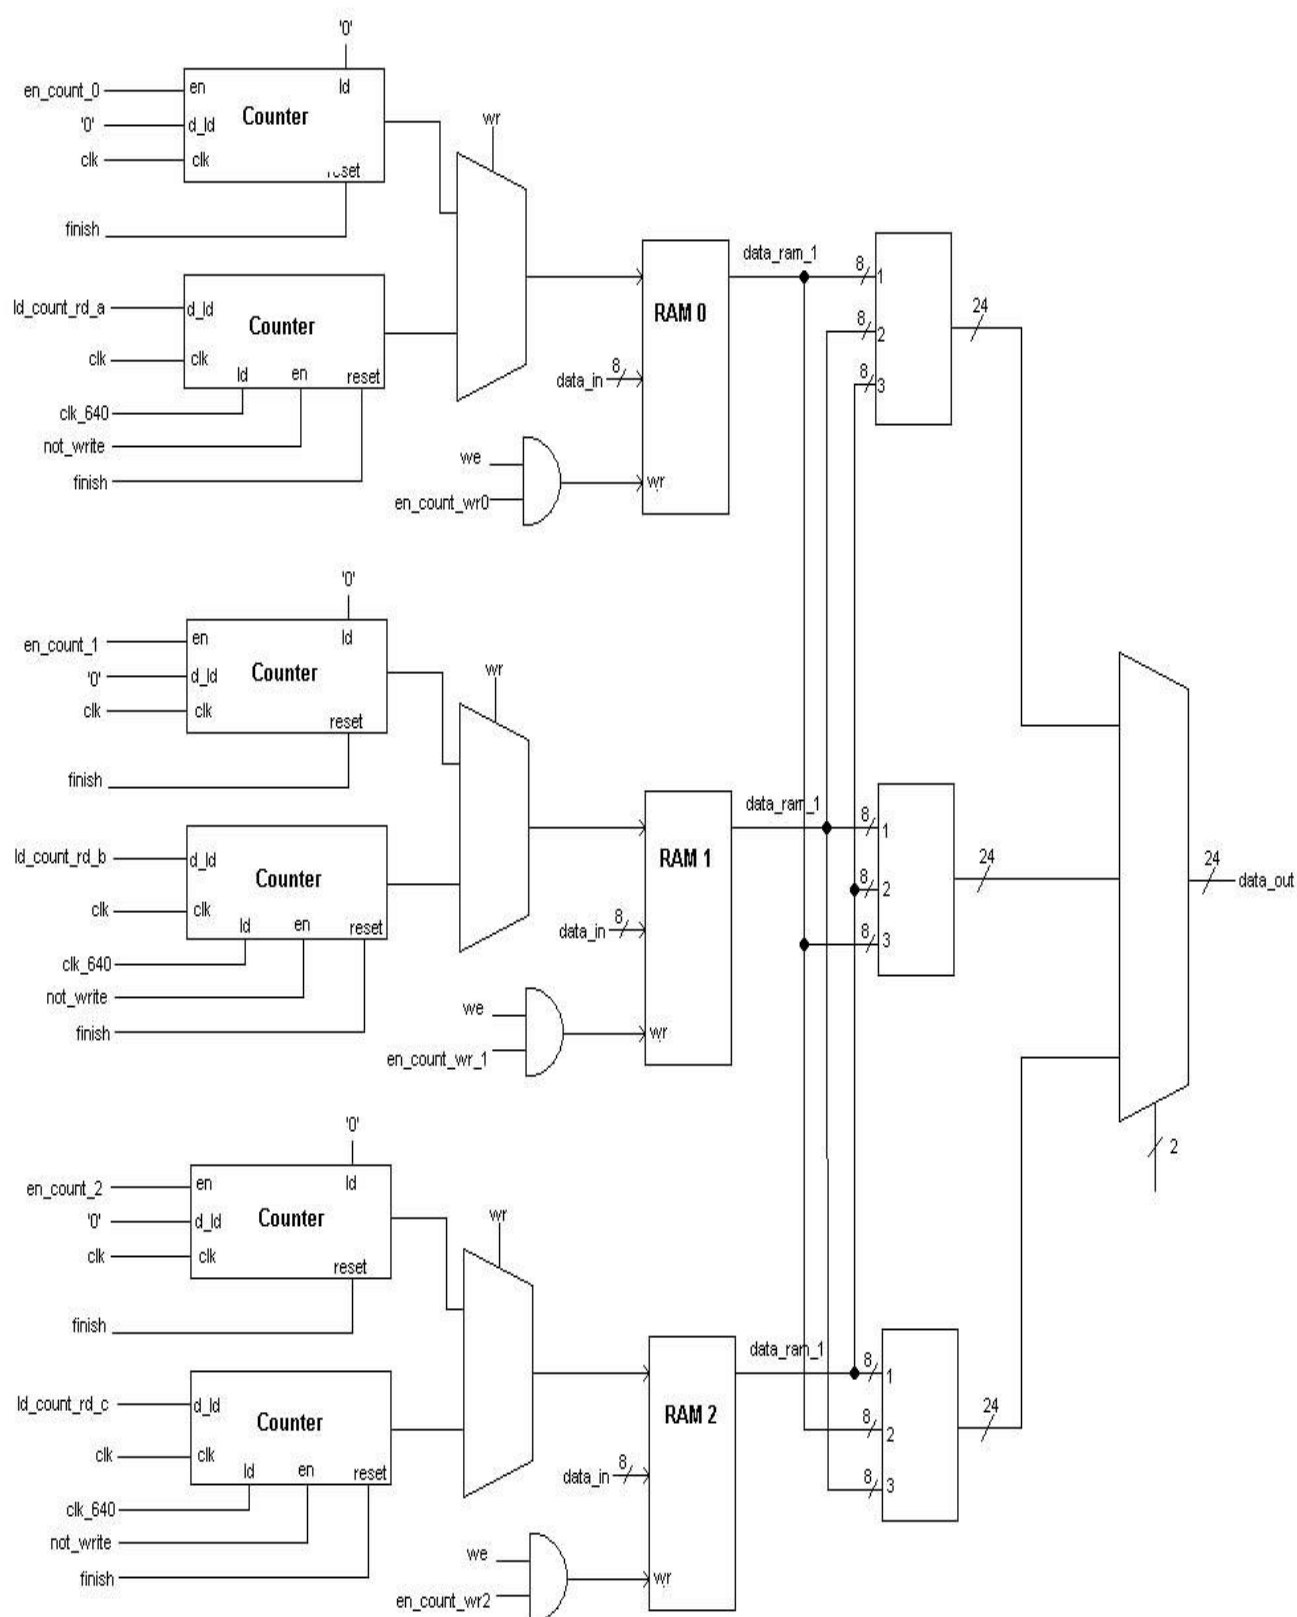 '0'
en_count_0
en
ld
Counter
'0'
d_ld
clk
clk
reset
finish
wr
ld_count_rd_a
d_ld
Counter
clk
clk
ld
en
reset
clk_640
not_write
finish
RAM 0
data_in
8
we
en_count_wr0
wr
data_ram_1
8
1
8
2
8
3
24
'0'
en_count_1
en
ld
Counter
'0'
d_ld
clk
clk
reset
finish
wr
ld_count_rd_b
d_ld
Counter
clk
clk
ld
en
reset
clk_640
not_write
finish
RAM 1
data_in
8
we
en_count_wr_1
wr
data_ram_1
8
1
8
2
8
3
24
24
data_out
2
'0'
en_count_2
en
ld
Counter
'0'
d_ld
clk
clk
reset
finish
wr
ld_count_rd_c
d_ld
Counter
clk
clk
ld
en
reset
clk_640
not_write
finish
RAM 2
data_in
8
we
en_count_wr2
wr
data_ram_1
8
1
8
2
8
3
24